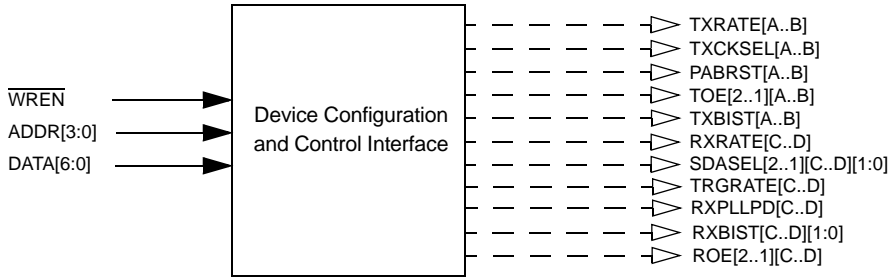 WREN
ADDR[3:0]
DATA[6:0]
Device Configuration
and Control Interface
TXRATE[A..B]
TXCKSEL[A..B]
PABRST[A..B]
TOE[2..1][A..B]
TXBIST[A..B]
RXRATE[C..D]
SDASEL[2..1][C..D][1:0]
TRGRATE[C..D]
RXPLLPD[C..D]
RXBIST[C..D][1:0]
ROE[2..1][C..D]